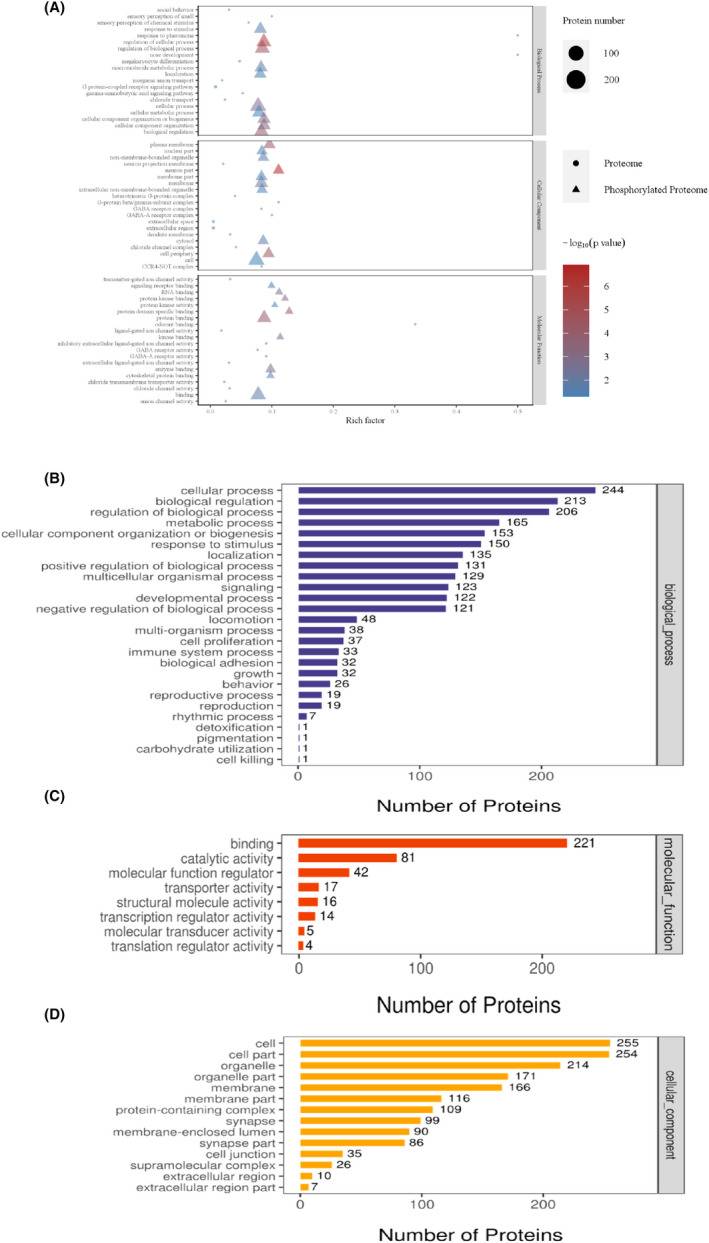 (A)
social behavior
sensory perception of smell
sensory perception of chemical stimulus
response to stimulus
response to pheromone
regulation of cellular process
regulation of biological process
nose development
megakaryocyte differentiation
macromolecule metabolic process
localization
inorganic anion transport
G protein-coupled receptor signaling pathway
gamma-aminobutyric acid signaling pathway
chloride transport
cellular process
cellular metabolic process
cellular component organization or biogenesis
cellular component organization
biological regulation
Biological Process
plasma membrane
nuclear part
non-membrane-bounded organelle
neuron projection membrane
neuron part
membrane part
membrane
intracellular non-membrane-bounded organelle
heterotrimeric G-protein complex
G-protein beta/gamma-subunit complex
GABA receptor complex
GABA-A receptor complex
extracellular space
extracellular region
dendrite membrane
cytosol
chloride channel complex
cell periphery
cell
CCR4-NOT complex
Cellular Component
transmitter-gated ion channel activity
signaling receptor binding
RNA binding
protein kinase binding
protein kinase activity
protein domain specific binding
protein binding
odorant binding
ligand-gated ion channel activity
kinase binding
inhibitory extracellular ligand-gated ion channel activity
GABA receptor activity
GABA-A receptor activity
extracellular ligand-gated ion channel activity
enzyme binding
cytoskeletal protein binding
chloride transmembrane transporter activity
chloride channel activity
binding
anion channel activity
Molecular Function
0.0 0.1 0.2 0.3 0.4 0.5
Rich factor
Protein number
100
200
Proteome
Phosphorylated Proteome
−log10(p value)
6
5
4
3
2
(B)
cellular process 244
biological regulation 213
regulation of biological process 206
metabolic process 165
cellular component organization or biogenesis 153
response to stimulus 150
localization 135
positive regulation of biological process 131
multicellular organismal process 129
signaling 123
developmental process 122
negative regulation of biological process 121
locomotion 48
multi-organism process 38
cell proliferation 37
immune system process 33
biological adhesion 32
growth 32
behavior 26
reproductive process 19
reproduction 19
rhythmic process 7
detoxification 1
pigmentation 1
carbohydrate utilization 1
cell killing 1
biological_process
0 100 200
Number of Proteins
(C)
binding 221
catalytic activity 81
molecular function regulator 42
transporter activity 17
structural molecule activity 16
transcription regulator activity 14
molecular transducer activity 5
translation regulator activity 4
molecular_function
0 100 200
Number of Proteins
(D)
cell 255
cell part 254
organelle 214
organelle part 171
membrane 166
membrane part 116
protein-containing complex 109
synapse 99
membrane-enclosed lumen 90
synapse part 86
cell junction 35
supramolecular complex 26
extracellular region 10
extracellular region part 7
cellular_component
0 100 200
Number of Proteins